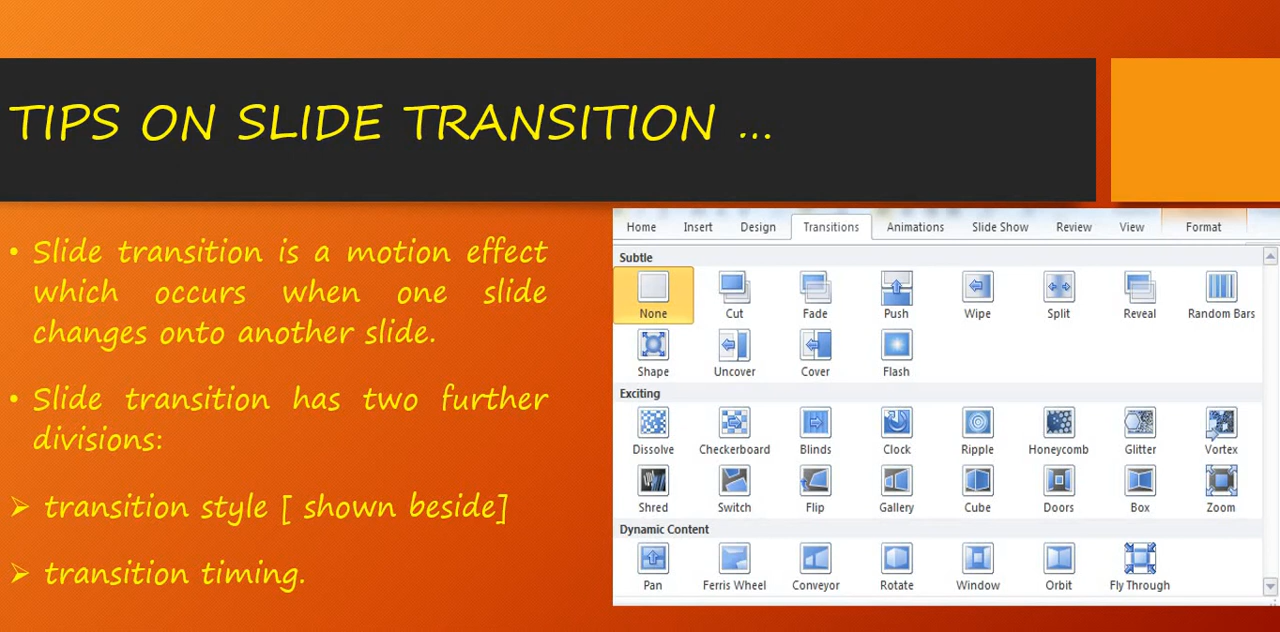 TIPS ON SLIDE TRANSITION ...
• Slide transition is a motion effect
which occurs when one slide
changes onto another slide.
• Slide transition has two further
divisions:
➢ transition style [ shown beside]
➢ transition timing.
Home Insert Design Transitions Animations Slide Show Review View Format
Subtle
None Cut Fade Push Wipe Split Reveal Random Bars
Shape Uncover Cover Flash
Exciting
Dissolve Checkerboard Blinds Clock Ripple Honeycomb Glitter Vortex
Shred Switch Flip Gallery Cube Doors Box Zoom
Dynamic Content
Pan Ferris Wheel Conveyor Rotate Window Orbit Fly Through